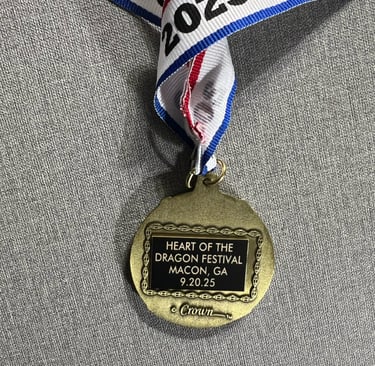 2025
HEART OF THE
DRAGON FESTIVAL
MACON, GA
9.20.25
© Crown